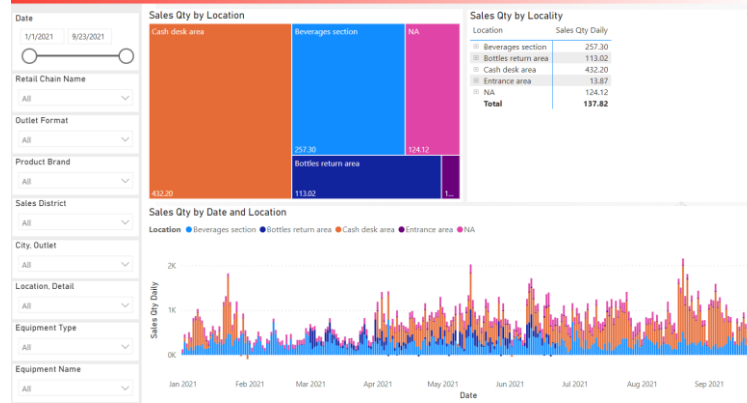 Date
1/1/2021 9/23/2021
Retail Chain Name
All
Outlet Format
All
Product Brand
All
Sales District
All
City, Outlet
All
Location, Detail
All
Equipment Type
All
Equipment Name
All
Sales Qty by Location
Cash desk area
432.20
Beverages section
257.30
NA
124.12
Bottles return area
113.02
1...
Sales Qty by Locality
Location Sales Qty Daily
Beverages section 257.30
Bottles return area 113.02
Cash desk area 432.20
Entrance area 13.87
NA 124.12
Total 137.82
Sales Qty by Date and Location
Location Beverages section Bottles return area Cash desk area Entrance area NA
Sales Qty Daily
2K
1K
0K
Jan 2021 Feb 2021 Mar 2021 Apr 2021 May 2021 Jun 2021 Jul 2021 Aug 2021 Sep 2021
Date